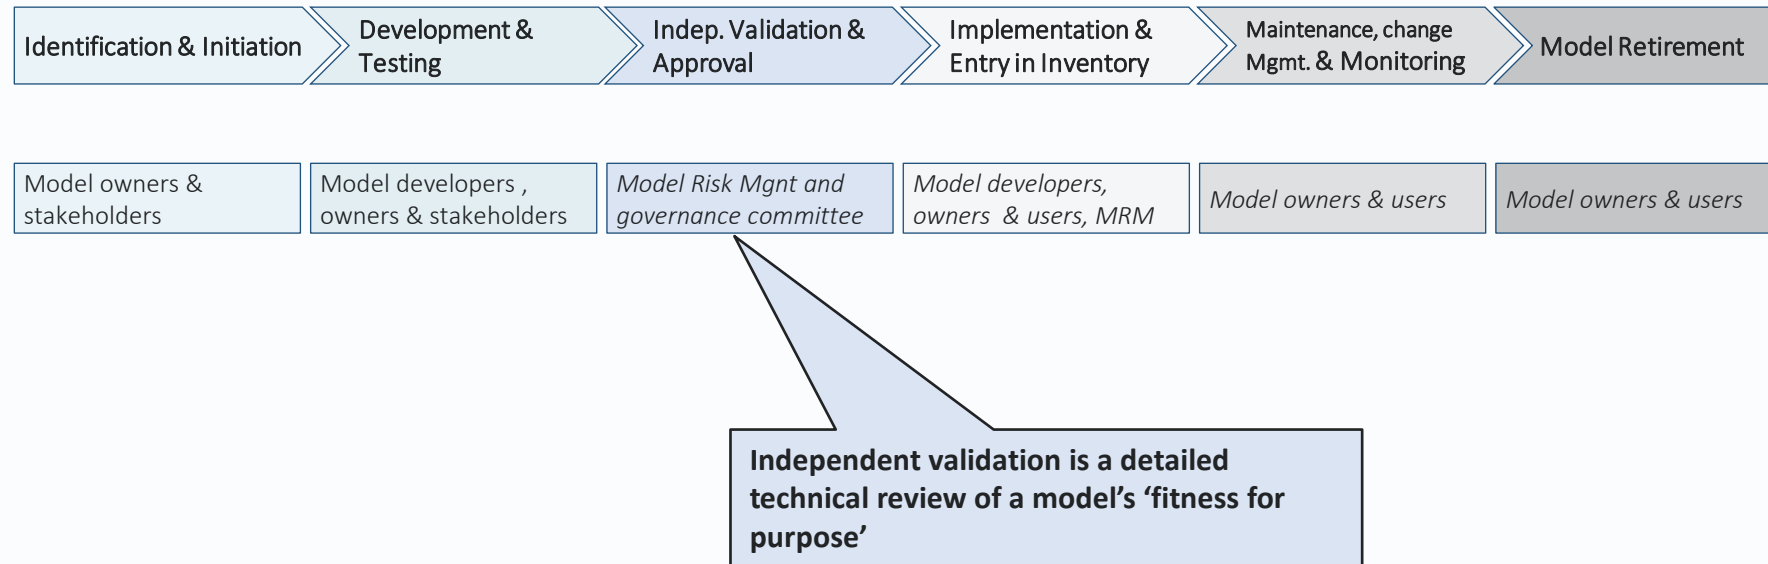 Identification & Initiation
Development &
Testing
Indep. Validation &
Approval
Implementation &
Entry in Inventory
Maintenance, change
Mgmt. & Monitoring
Model Retirement
Model owners &
stakeholders
Model developers ,
owners & stakeholders
Model Risk Mgnt and
governance committee
Model developers,
owners & users, MRM
Model owners & users
Model owners & users
Independent validation is a detailed
technical review of a model’s ‘fitness for
purpose’